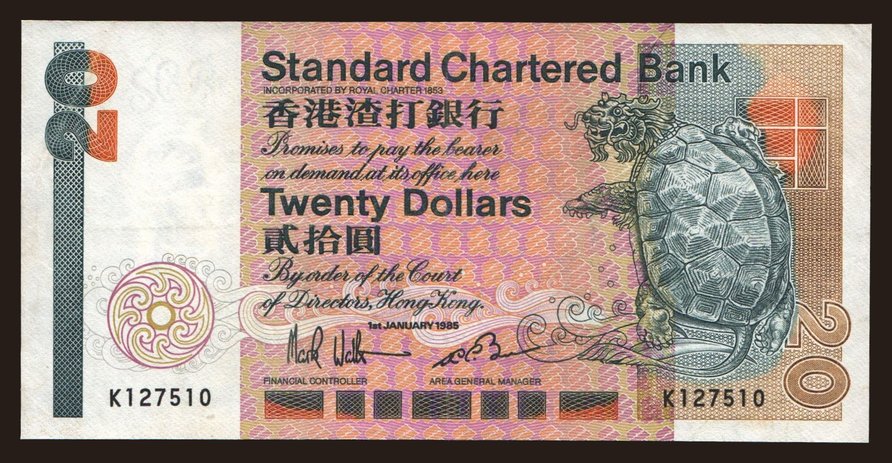 20
Standard Chartered Bank
INCORPORATED BY ROYAL CHARTER 1853
香港渣打銀行
Promises to pay the bearer
on demand at its office here
Twenty Dollars
貳拾圓
By order of the Court
of Directors, Hong Kong.
1st JANUARY 1985
FINANCIAL CONTROLLER AREA GENERAL MANAGER
K127510 K127510
20